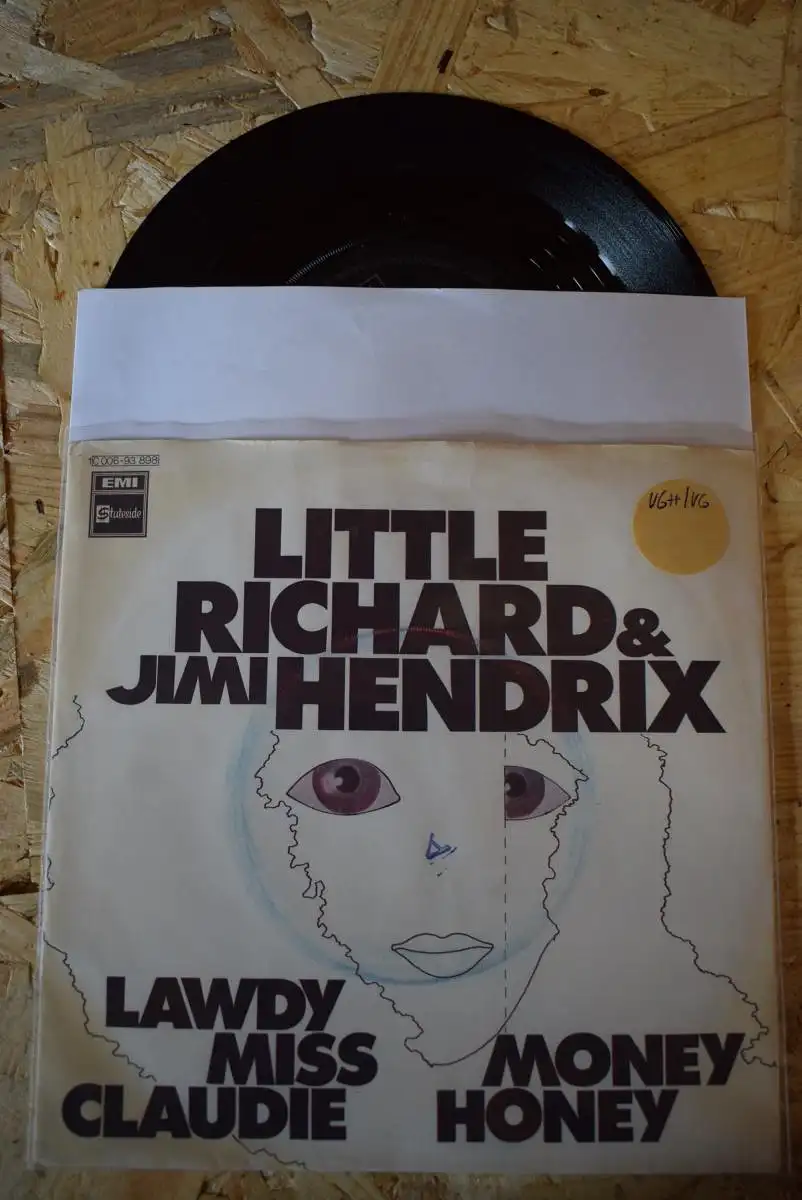 1C 006-93 898
EMI
Stateside
VG++/VG
LITTLE
RICHARD &
JIMI HENDRIX
LAWDY
MISS
CLAUDIE
MONEY
HONEY